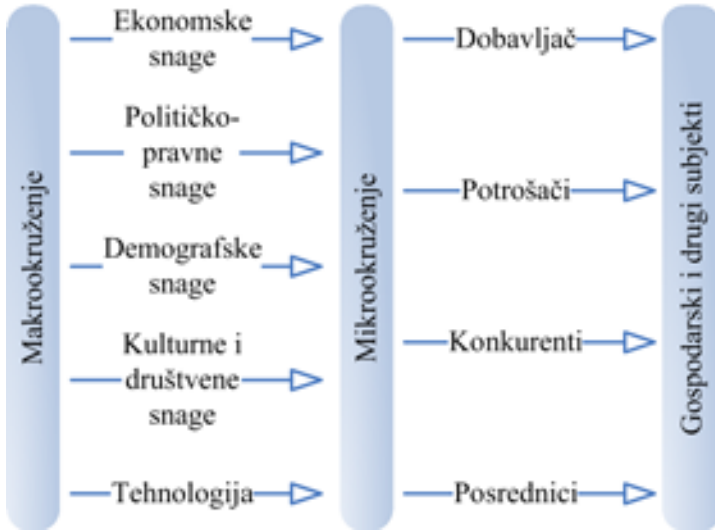 Makrookruženje
Ekonomske
snage
Političko-
pravne
snage
Demografske
snage
Kulturne i
društvene
snage
Tehnologija
Mikrookruženje
Dobavljač
Potrošači
Konkurenti
Posrednici
Gospodarski i drugi subjekti